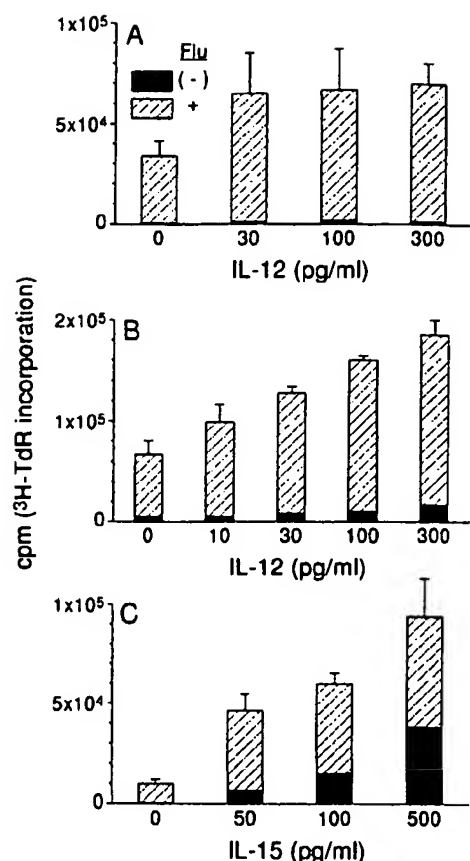 1x10⁵
A
Flu
(-)
+
5x10⁴
0
0 30 100 300
IL-12 (pg/ml)
cpm (³H-TdR incorporation)
2x10⁵
B
1x10⁵
0
0 10 30 100 300
IL-12 (pg/ml)
1x10⁵
C
5x10⁴
0
0 50 100 500
IL-15 (pg/ml)